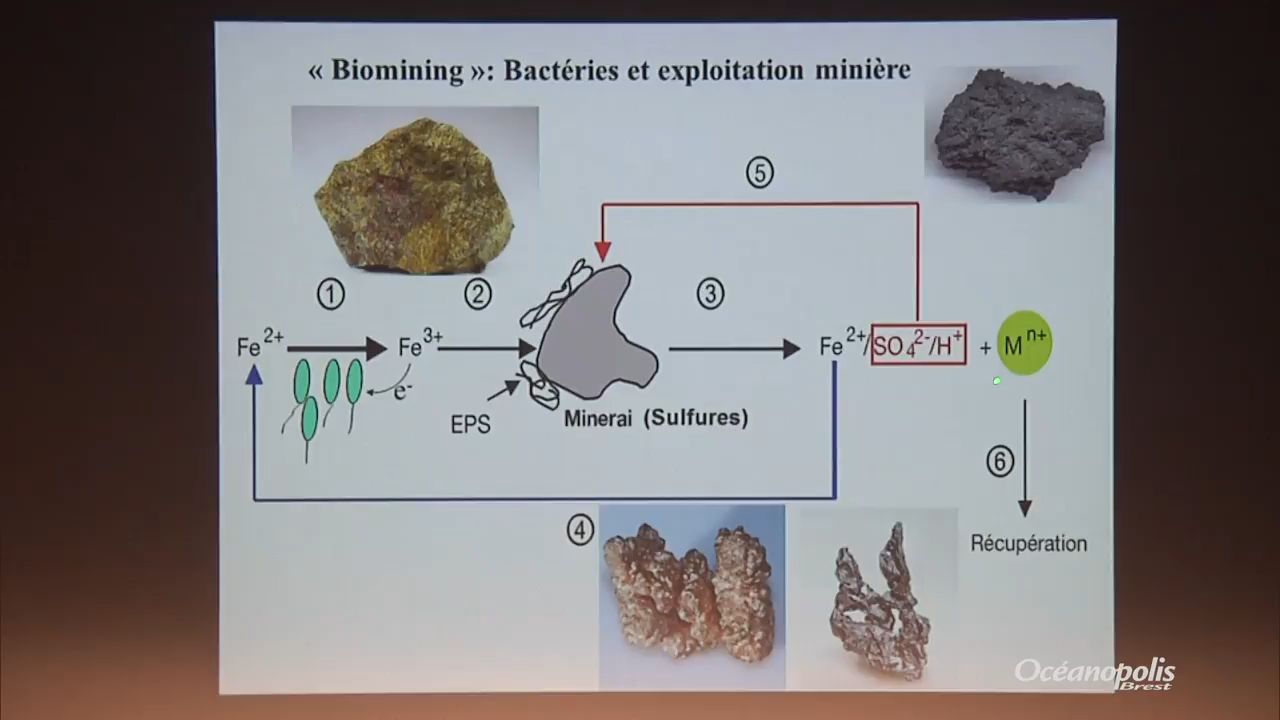 « Biomining »: Bactéries et exploitation minière
⑤
① ② ③
Fe2+ Fe3+ Fe2+/SO42-/H+ + Mn+
e-
EPS Minerai (Sulfures)
⑥
④
Récupération
Océanopolis
Brest